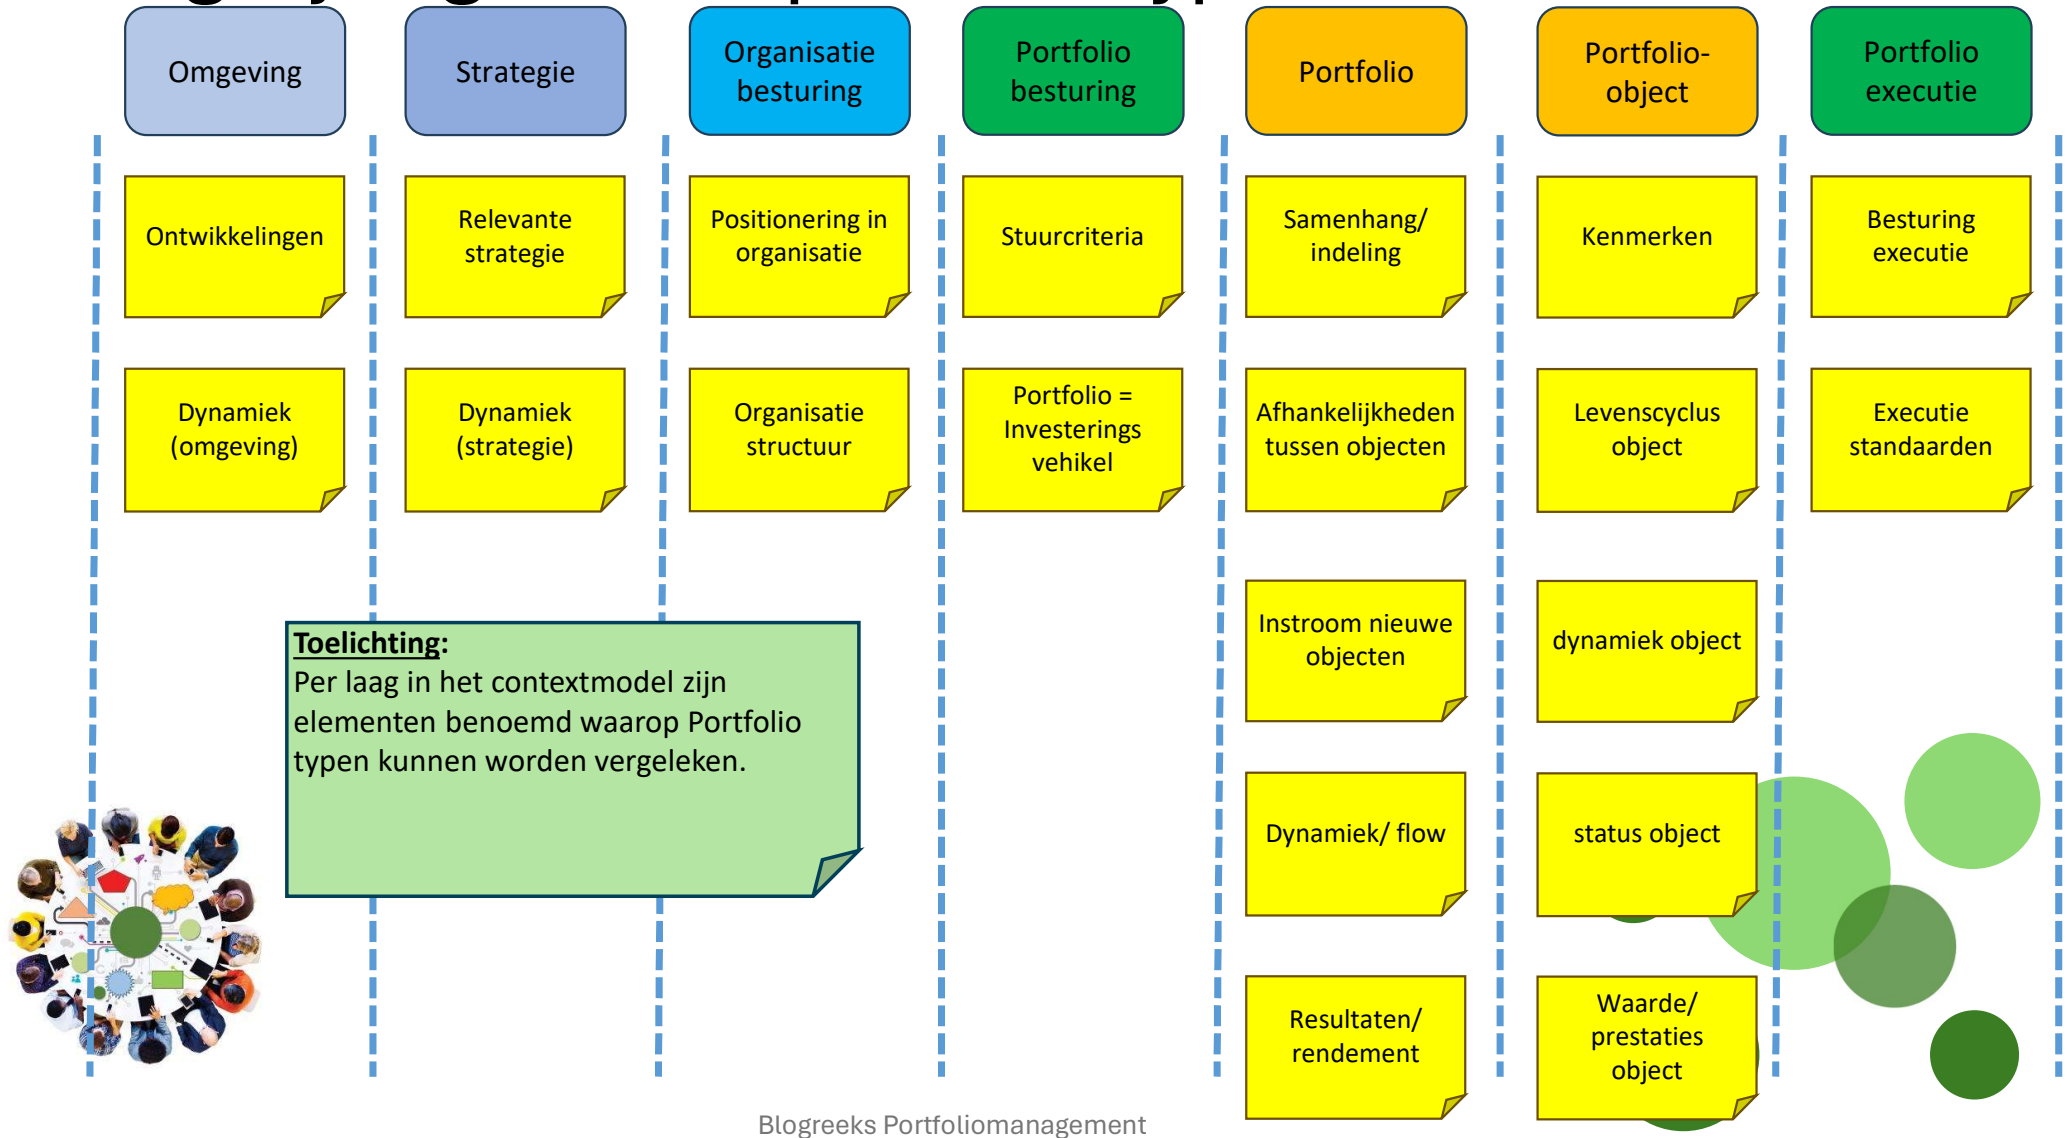 Omgeving
Strategie
Organisatie
besturing
Portfolio
besturing
Portfolio
Portfolio-
object
Portfolio
executie
Ontwikkelingen
Relevante
strategie
Positionering in
organisatie
Stuurcriteria
Samenhang/
indeling
Kenmerken
Besturing
executie
Dynamiek
(omgeving)
Dynamiek
(strategie)
Organisatie
structuur
Portfolio =
Investerings
vehikel
Afhankelijkheden
tussen objecten
Levenscyclus
object
Executie
standaarden
Instroom nieuwe
objecten
dynamiek object
Toelichting:
Per laag in het contextmodel zijn
elementen benoemd waarop Portfolio
typen kunnen worden vergeleken.
Dynamiek/ flow
status object
Resultaten/
rendement
Waarde/
prestaties
object
Blogreeks Portfoliomanagement